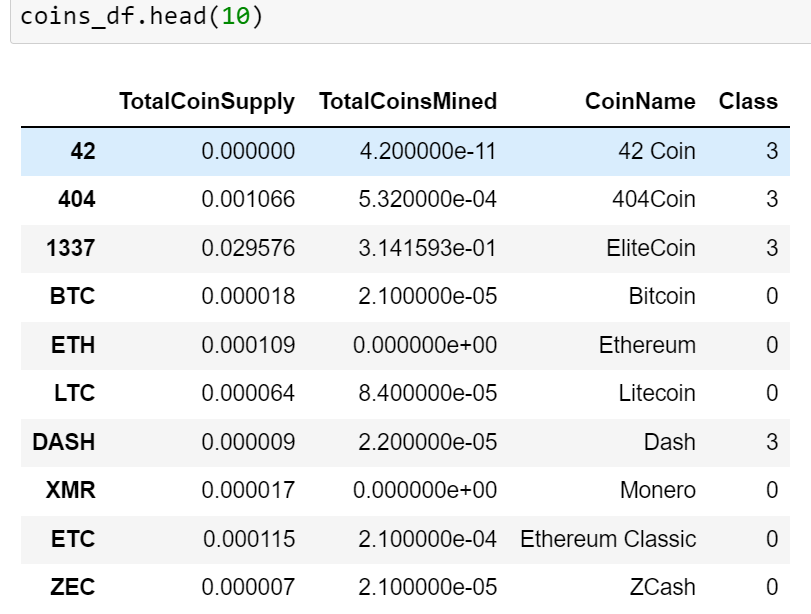 coins_df.head(10)
TotalCoinSupply TotalCoinsMined CoinName Class
42 0.000000 4.200000e-11 42 Coin 3
404 0.001066 5.320000e-04 404Coin 3
1337 0.029576 3.141593e-01 EliteCoin 3
BTC 0.000018 2.100000e-05 Bitcoin 0
ETH 0.000109 0.000000e+00 Ethereum 0
LTC 0.000064 8.400000e-05 Litecoin 0
DASH 0.000009 2.200000e-05 Dash 3
XMR 0.000017 0.000000e+00 Monero 0
ETC 0.000115 2.100000e-04 Ethereum Classic 0
ZEC 0.000007 2.100000e-05 ZCash 0